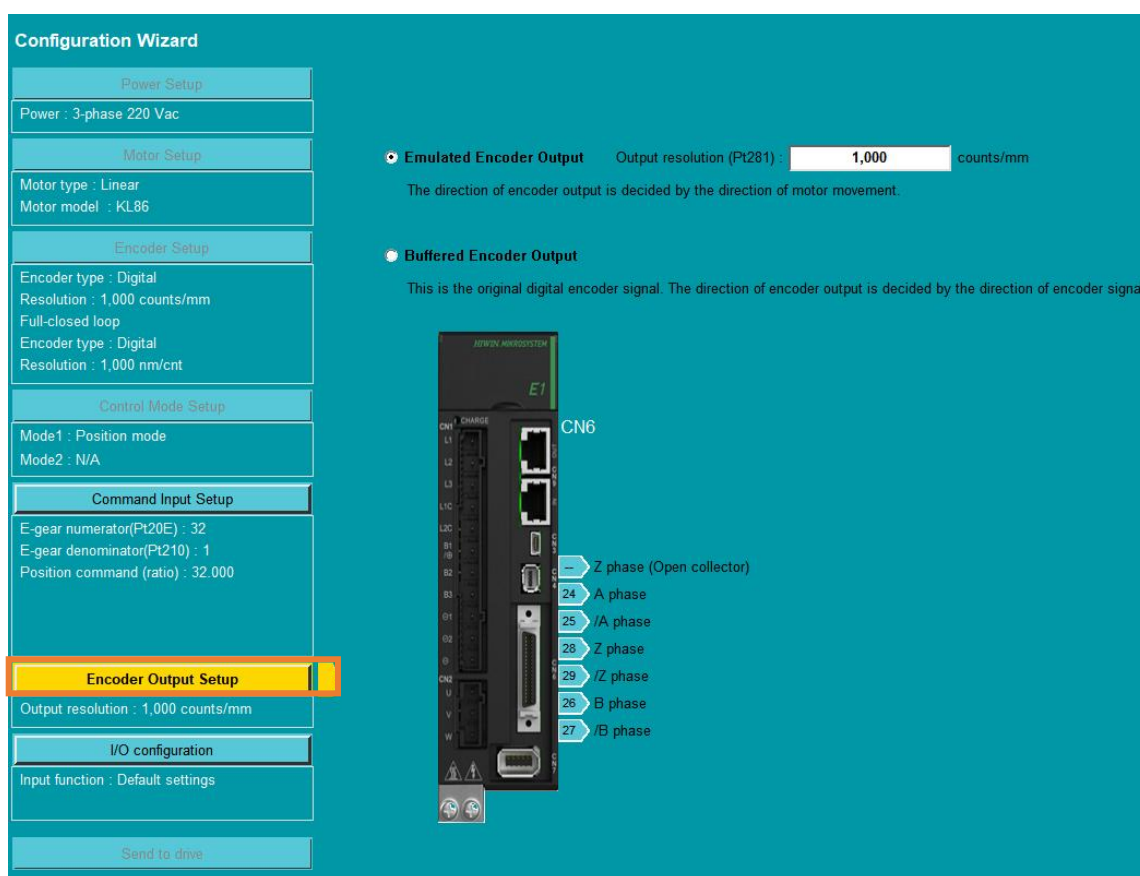 Configuration Wizard
Power Setup
Power : 3-phase 220 Vac
Motor Setup
Motor type : Linear
Motor model : KL86
Encoder Setup
Encoder type : Digital
Resolution : 1,000 counts/mm
Full-closed loop
Encoder type : Digital
Resolution : 1,000 nm/cnt
Control Mode Setup
Mode1 : Position mode
Mode2 : N/A
Command Input Setup
E-gear numerator(Pt20E) : 32
E-gear denominator(Pt210) : 1
Position command (ratio) : 32.000
Encoder Output Setup
Output resolution : 1,000 counts/mm
I/O configuration
Input function : Default settings
Send to drive
Emulated Encoder Output Output resolution (Pt281) : 1,000 counts/mm
The direction of encoder output is decided by the direction of motor movement.
Buffered Encoder Output
This is the original digital encoder signal. The direction of encoder output is decided by the direction of encoder signa
HIWIN MIKROSYSTEM
E1
CN1 CHARGE
L1
L2
L3
L1C
L2C
B1
/⊕
B2
B3
⊖1
⊖2
⊖
CN2
U
V
W
OUT
CN3
CN4
CN6
CN7
CN6
-- Z phase (Open collector)
24 A phase
25 /A phase
28 Z phase
29 /Z phase
26 B phase
27 /B phase